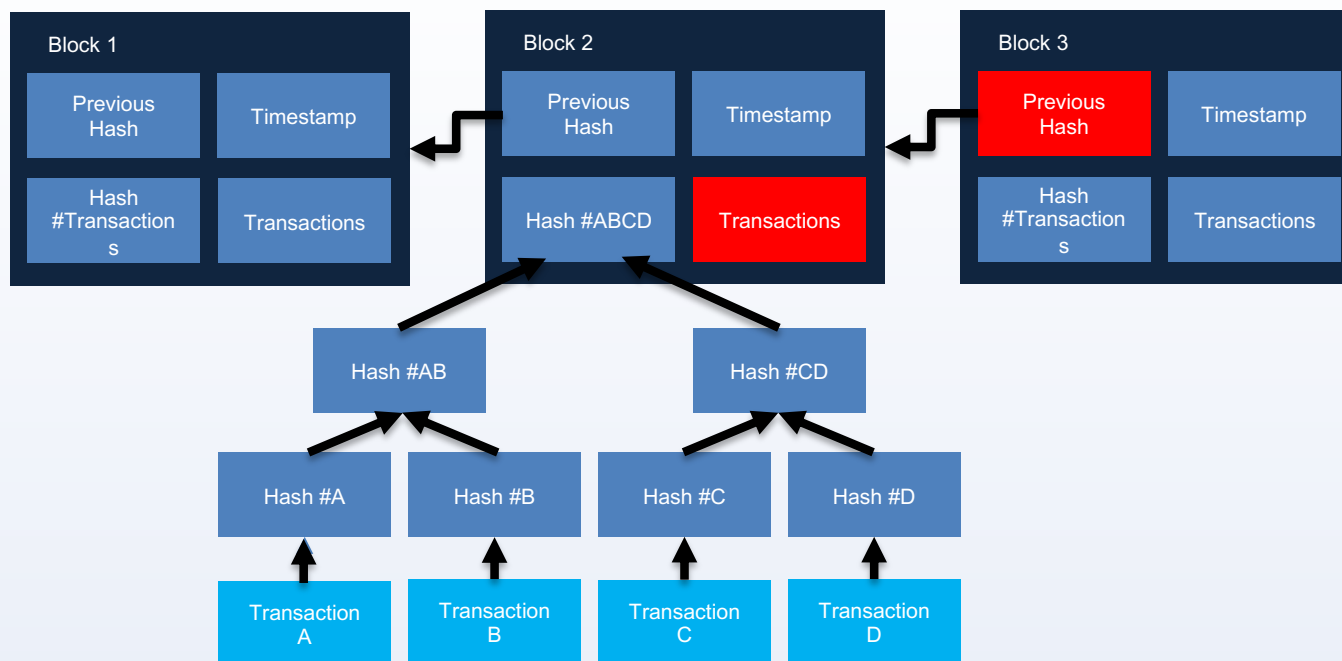 Block 1
Previous
Hash
Timestamp
Hash
#Transaction
s
Transactions
Block 2
Previous
Hash
Timestamp
Hash #ABCD
Transactions
Block 3
Previous
Hash
Timestamp
Hash
#Transaction
s
Transactions
Hash #AB
Hash #CD
Hash #A
Hash #B
Hash #C
Hash #D
Transaction
A
Transaction
B
Transaction
C
Transaction
D